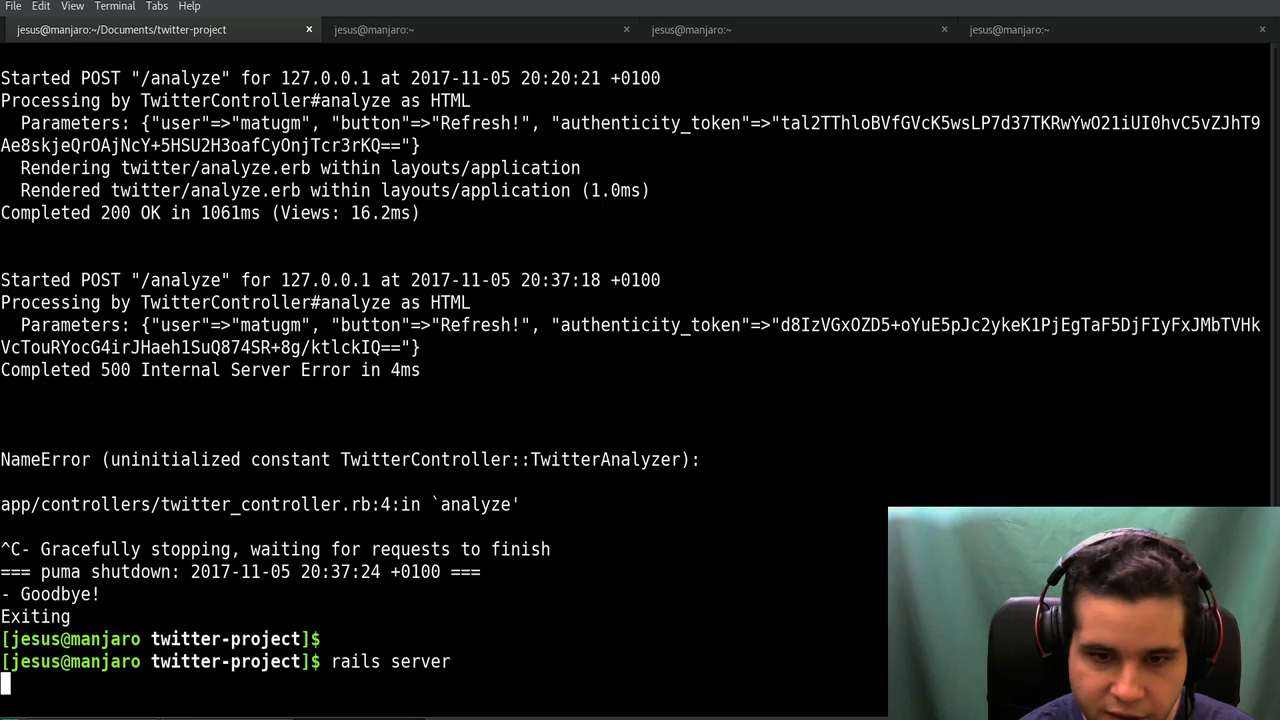 File Edit View Terminal Tabs Help
jesus@manjaro:~/Documents/twitter-project × jesus@manjaro:~ × jesus@manjaro:~ × jesus@manjaro:~ ×
Started POST "/analyze" for 127.0.0.1 at 2017-11-05 20:20:21 +0100
Processing by TwitterController#analyze as HTML
Parameters: {"user"=>"matugm", "button"=>"Refresh!", "authenticity_token"=>"tal2TThloBVfGVcK5wsLP7d37TKRwYwO21iUI0hvC5vZJhT9
Ae8skjeQrOAjNcY+5HSU2H3oafCyOnjTcr3rKQ=="}
Rendering twitter/analyze.erb within layouts/application
Rendered twitter/analyze.erb within layouts/application (1.0ms)
Completed 200 OK in 1061ms (Views: 16.2ms)
Started POST "/analyze" for 127.0.0.1 at 2017-11-05 20:37:18 +0100
Processing by TwitterController#analyze as HTML
Parameters: {"user"=>"matugm", "button"=>"Refresh!", "authenticity_token"=>"d8IzVGxOZD5+oYuE5pJc2ykeK1PjEgTaF5DjFIyFxJMbTVHk
VcTouRYocG4irJHaeh1SuQ874SR+8g/ktlckIQ=="}
Completed 500 Internal Server Error in 4ms
NameError (uninitialized constant TwitterController::TwitterAnalyzer):
app/controllers/twitter_controller.rb:4:in `analyze'
^C- Gracefully stopping, waiting for requests to finish
=== puma shutdown: 2017-11-05 20:37:24 +0100 ===
- Goodbye!
Exiting
[jesus@manjaro twitter-project]$
[jesus@manjaro twitter-project]$ rails server